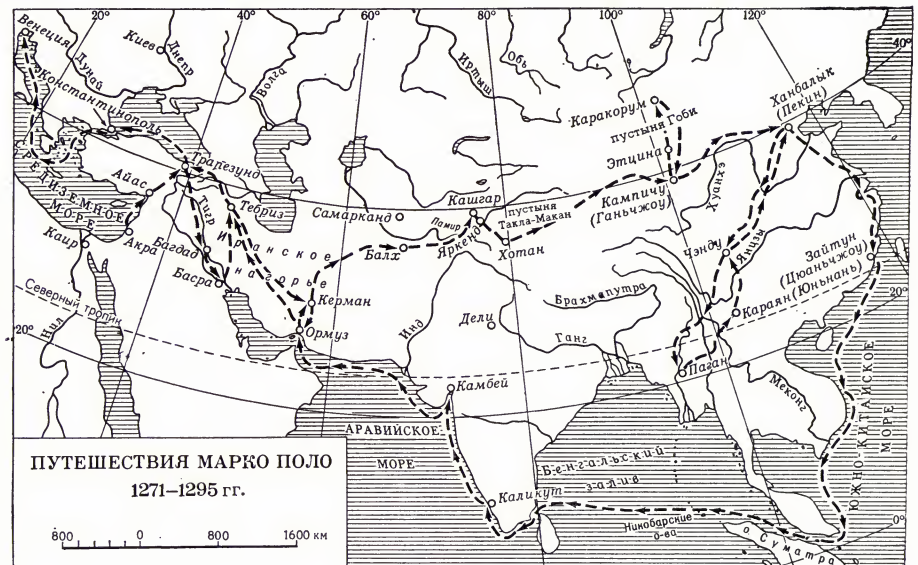 20°
40°
60°
80°
100°
120°
40°
Венеция
Дунай
Киев
Днепр
Волга
Иртыш
Обь
Константинополь
Каракорум
пустыня Гоби
Ханбалык
(Пекин)
СРЕДИЗЕМНОЕ
МОРЕ
Трапезунд
Айас
Этцина
Кампичу
(Ганьчжоу)
Хуанхэ
Тигр
Тебриз
Самарканд
Кашгар
Памир
пустыня
Такла-Макан
Каир
Акра
Багдад
Иранское
нагорье
Балх
Яркенд
Хотан
Чэнду
Янцзы
Зайтун
(Цюаньчжоу)
Басра
Керман
Караян (Юньнань)
Северный тропик
20°
Нил
Ормуз
Инд
Дели
Брахмапутра
Ганг
20°
Паган
Меконг
Камбей
АРАВИЙСКОЕ
МОРЕ
Бенгальский
залив
ЮЖНО-КИТАЙСКОЕ
МОРЕ
Каликут
Никобарские
о-ва
о. Суматра
0°
ПУТЕШЕСТВИЯ МАРКО ПОЛО
1271–1295 гг.
800 0 800 1600 км